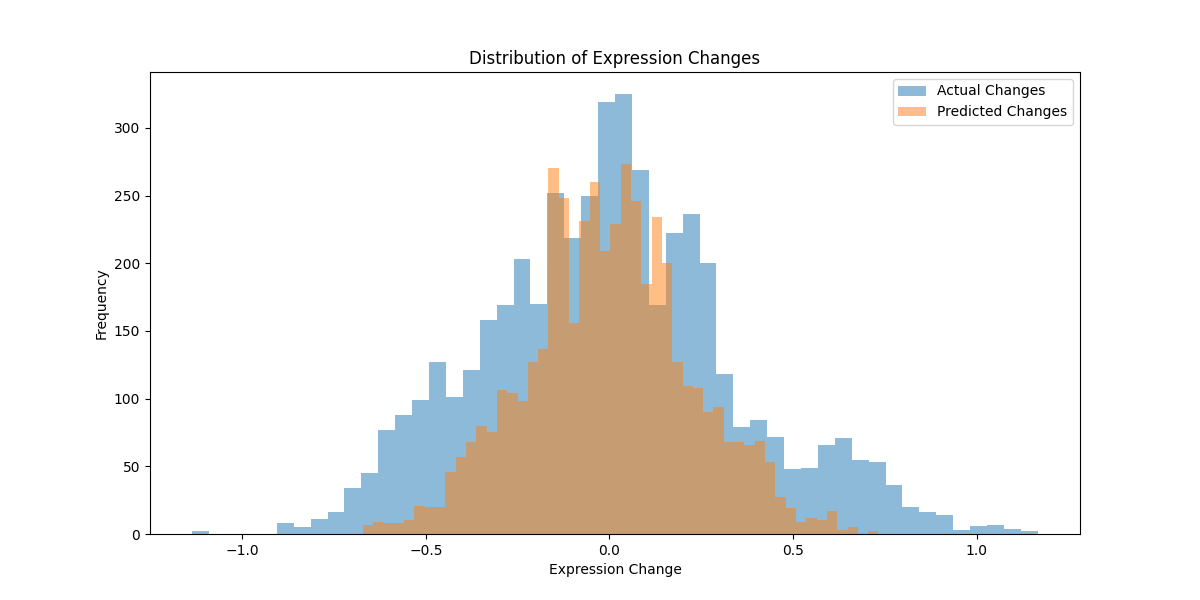 Distribution of Expression Changes
Actual Changes
Predicted Changes
Frequency
300
250
200
150
100
50
0
−1.0
−0.5
0.0
0.5
1.0
Expression Change